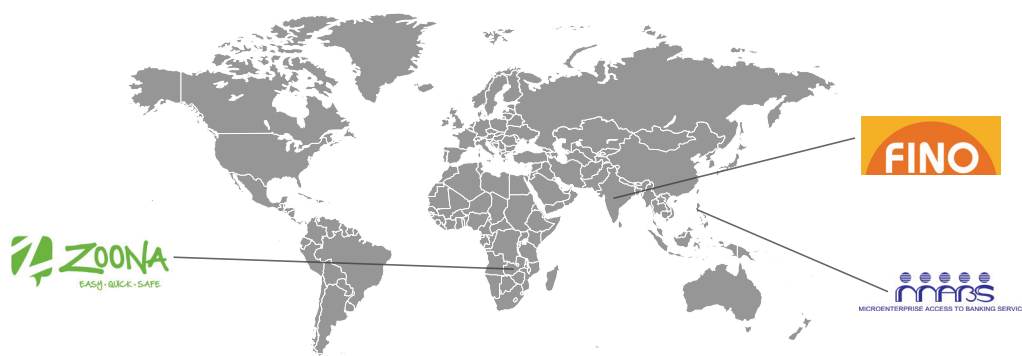 FINO
ZOONA
EASY·QUICK·SAFE
MABS
MICROENTERPRISE ACCESS TO BANKING SERVIC